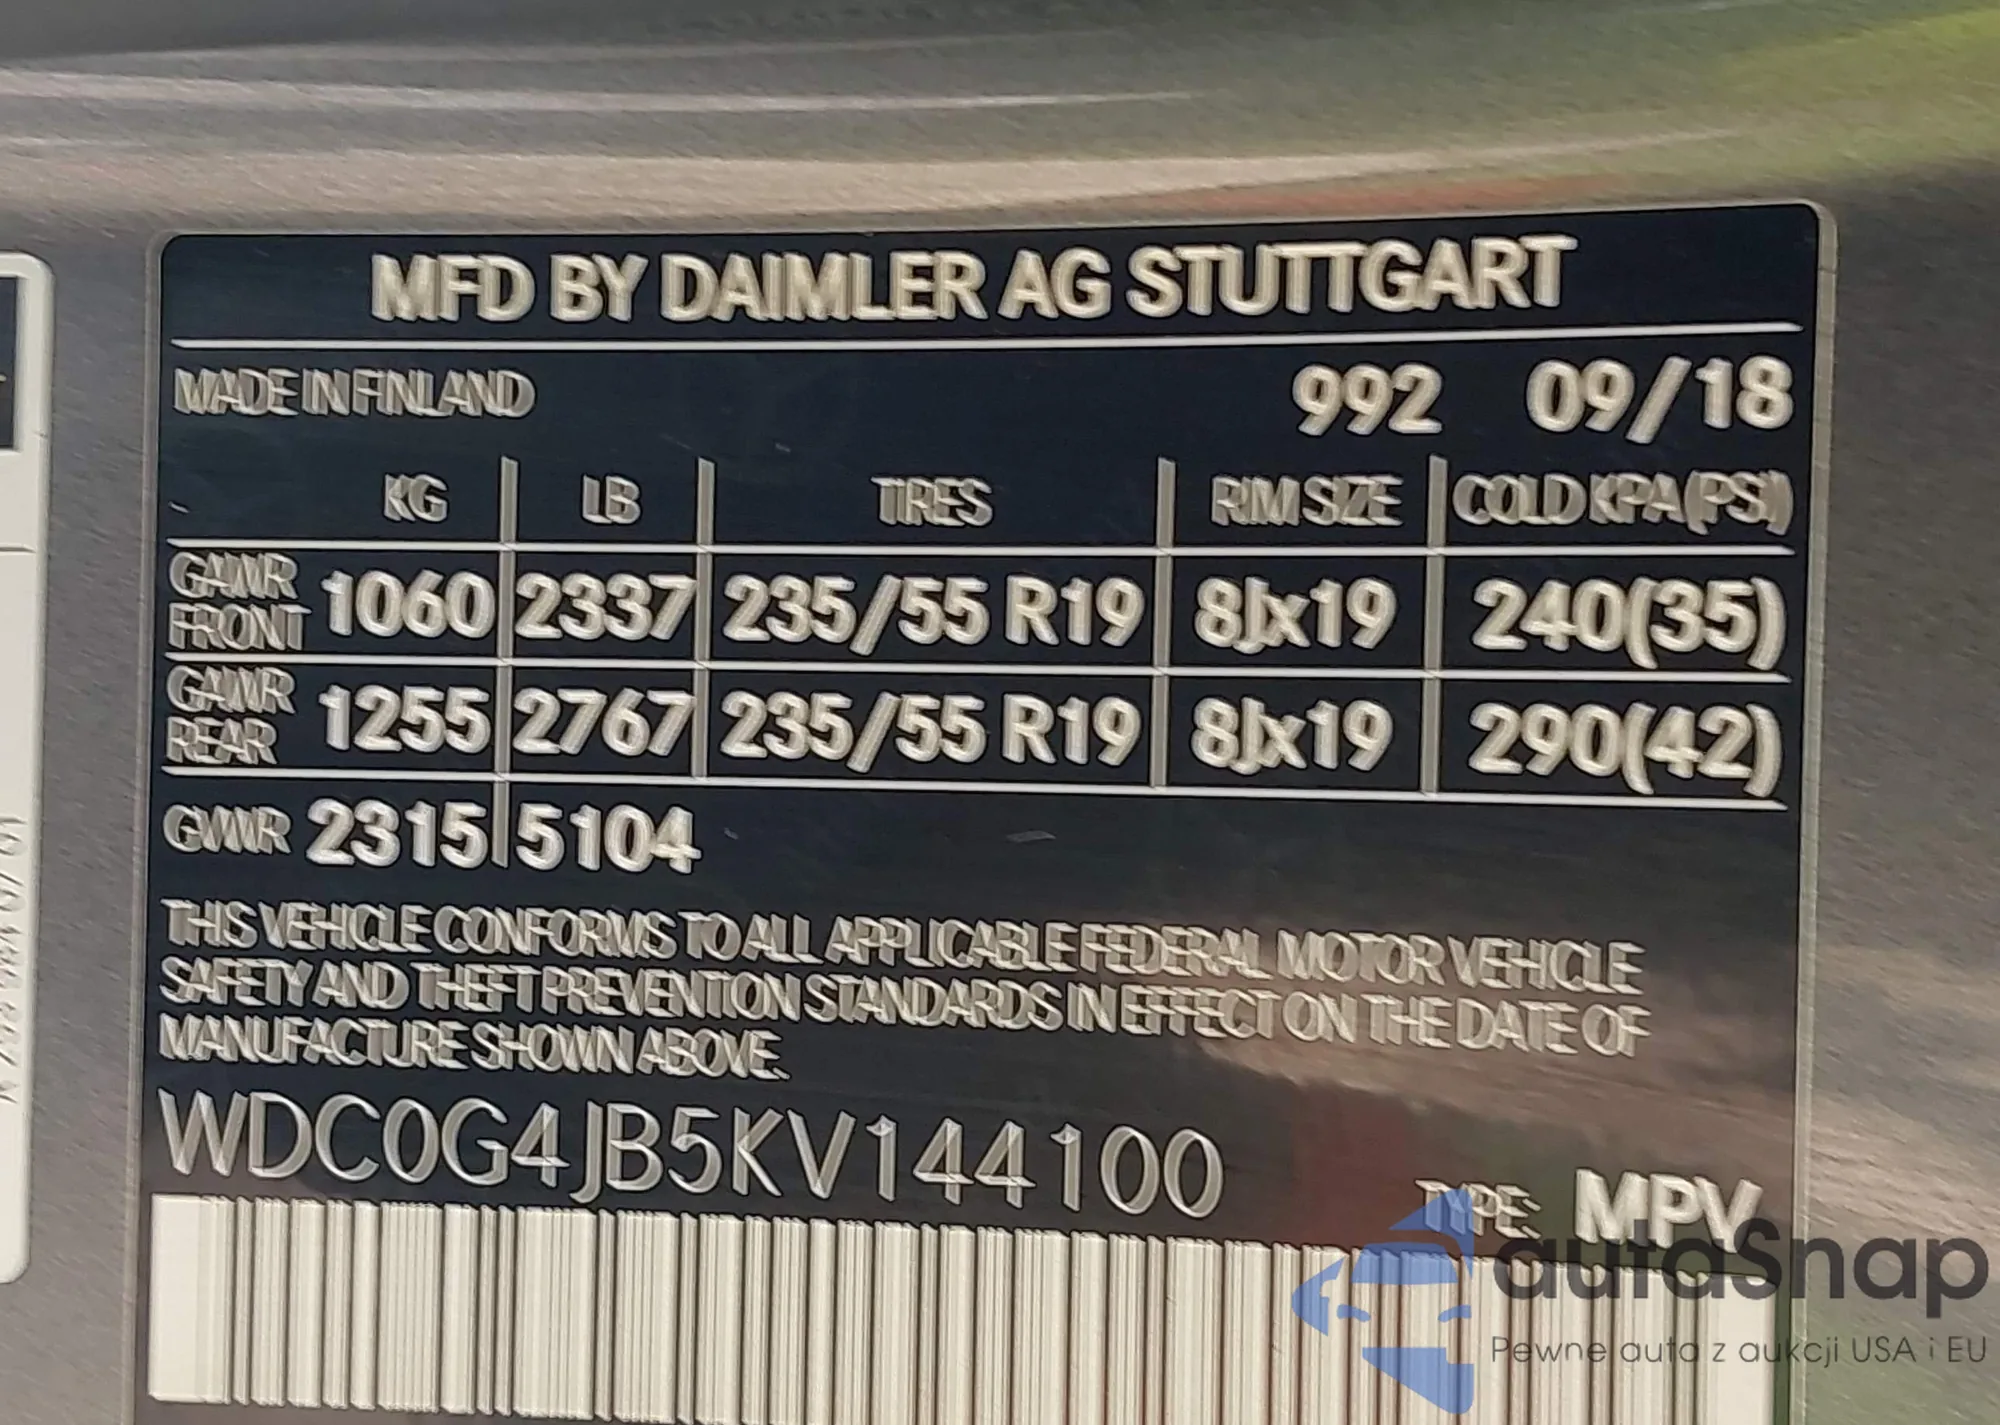 MFD BY DAIMLER AG STUTTGART
MADE IN FINLAND 992 09/18
KG LB TIRES RIM SIZE COLD KPA (PSI)
GAWR FRONT 1060 2337 235/55 R19 8Jx19 240(35)
GAWR REAR 1255 2767 235/55 R19 8Jx19 290(42)
GVWR 2315 5104
THIS VEHICLE CONFORMS TO ALL APPLICABLE FEDERAL MOTOR VEHICLE
SAFETY AND THEFT PREVENTION STANDARDS IN EFFECT ON THE DATE OF
MANUFACTURE SHOWN ABOVE.
WDC0G4JB5KV144100
TYPE: MPV
autaSnap
Pewne auta z aukcji USA i EU